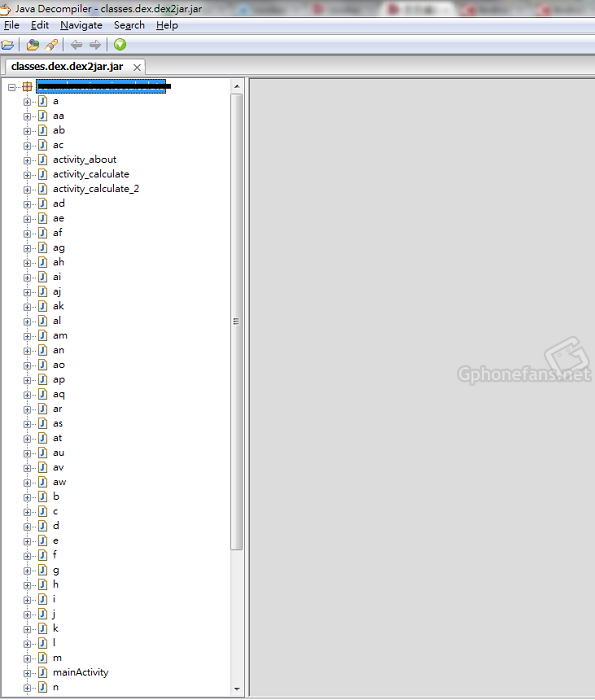 Java Decompiler - classes.dex.dex2jar.jar
File Edit Navigate Search Help
classes.dex.dex2jar.jar
a
aa
ab
ac
activity_about
activity_calculate
activity_calculate_2
ad
ae
af
ag
ah
ai
aj
ak
al
am
an
ao
ap
aq
ar
as
at
au
av
aw
b
c
d
e
f
g
h
i
j
k
l
m
mainActivity
n
Gphonefans.net